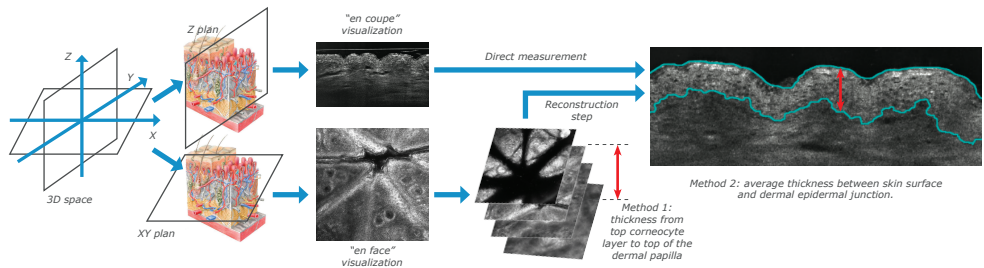 Z
Y
X
3D space
Z plan
XY plan
“en coupe”
visualization
“en face”
visualization
Direct measurement
Reconstruction
step
Method 1:
thickness from
top corneocyte
layer to top of the
dermal papilla
Method 2: average thickness between skin surface
and dermal epidermal junction.